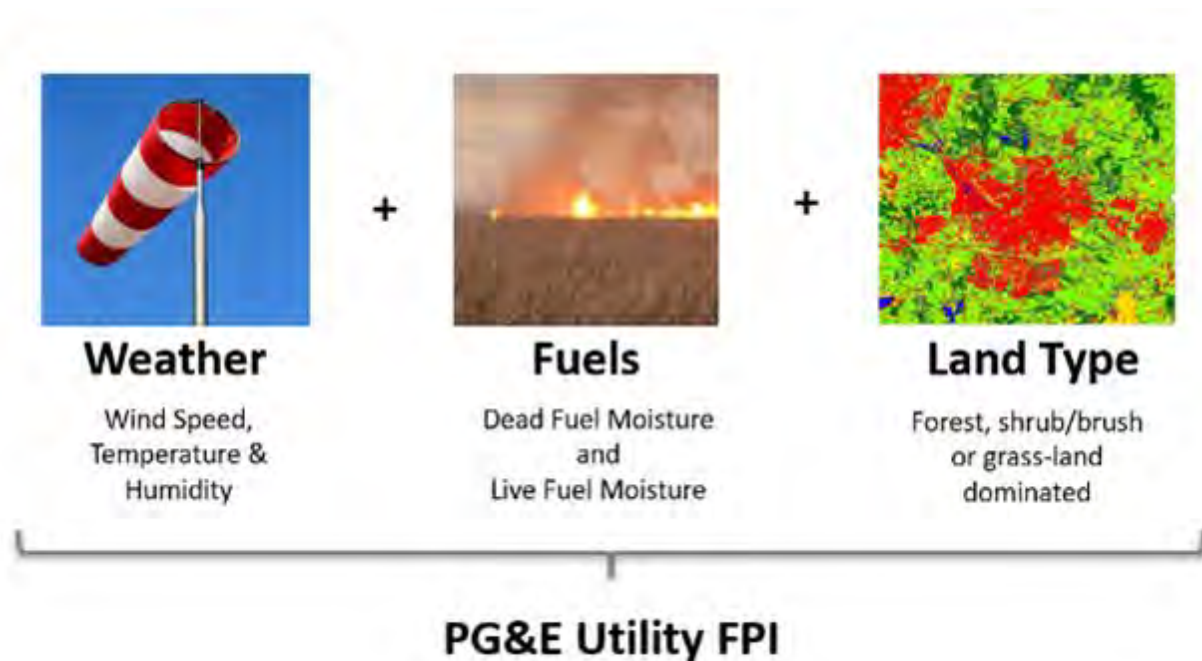 +
+
Weather
Wind Speed,
Temperature &
Humidity
Fuels
Dead Fuel Moisture
and
Live Fuel Moisture
Land Type
Forest, shrub/brush
or grass-land
dominated
PG&E Utility FPI